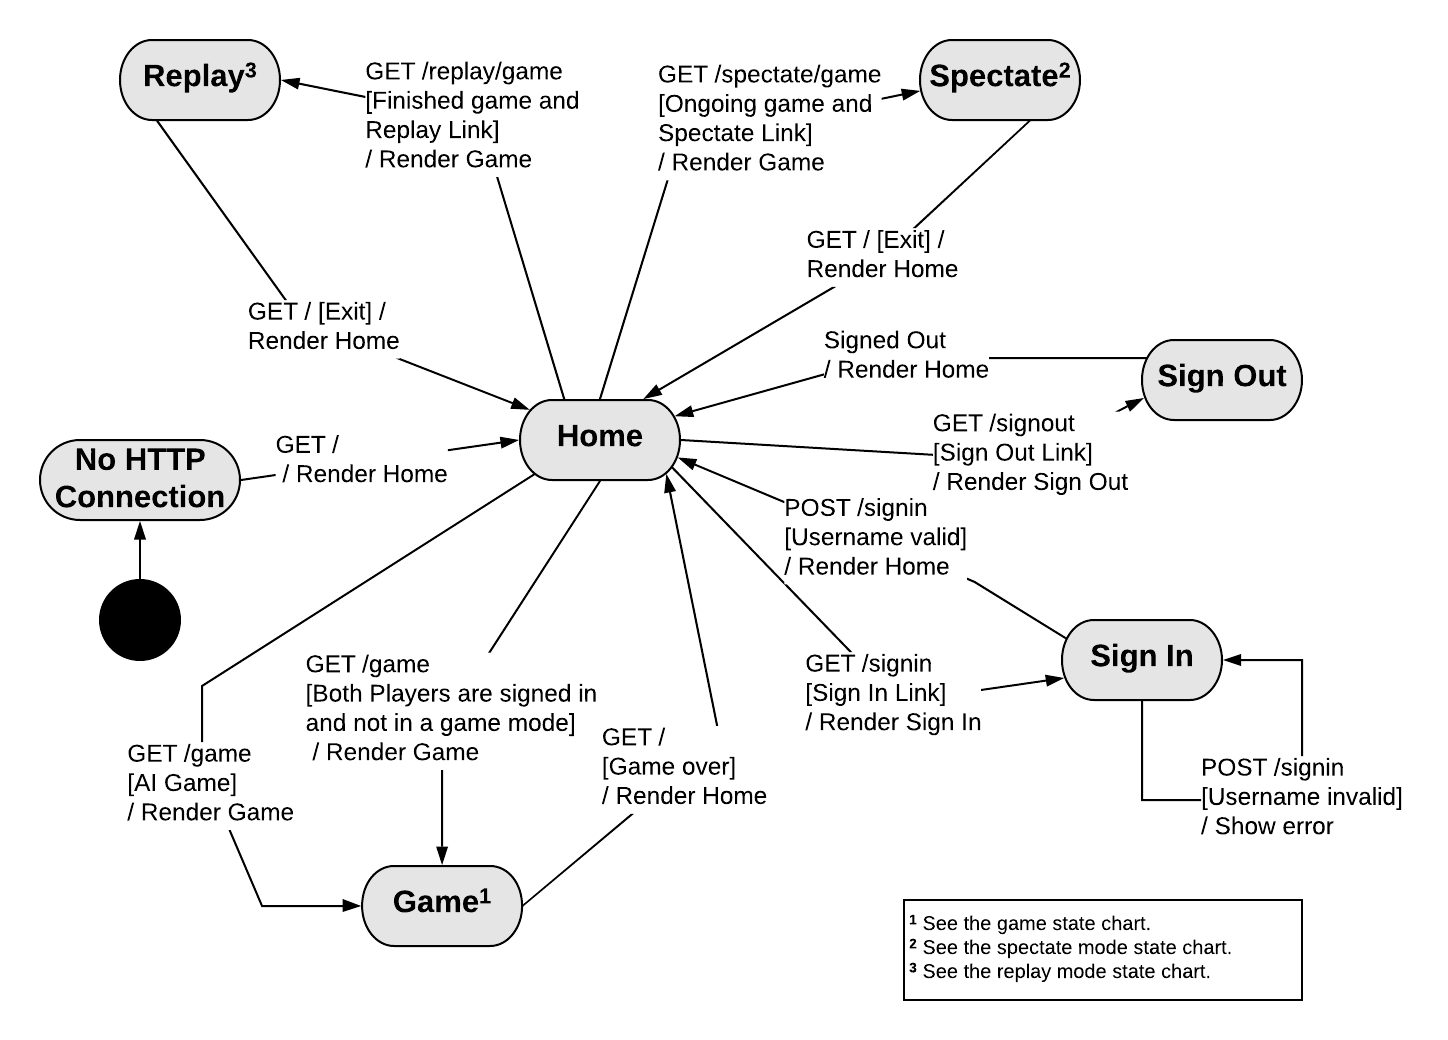 Replay³
GET /replay/game
[Finished game and
Replay Link]
/ Render Game
GET /spectate/game
[Ongoing game and
Spectate Link]
/ Render Game
Spectate²
GET / [Exit] /
Render Home
GET / [Exit] /
Render Home
Signed Out
/ Render Home
Sign Out
GET /signout
[Sign Out Link]
/ Render Sign Out
Home
No HTTP
Connection
GET /
/ Render Home
POST /signin
[Username valid]
/ Render Home
GET /signin
[Sign In Link]
/ Render Sign In
Sign In
POST /signin
[Username invalid]
/ Show error
GET /game
[Both Players are signed in
and not in a game mode]
/ Render Game
GET /
[Game over]
/ Render Home
GET /game
[AI Game]
/ Render Game
Game¹
¹ See the game state chart.
² See the spectate mode state chart.
³ See the replay mode state chart.